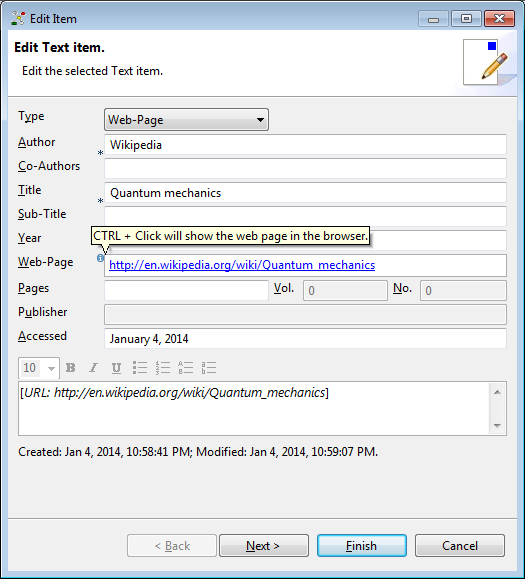 Edit Item
Edit Text item.
Edit the selected Text item.
Type Web-Page
Author * Wikipedia
Co-Authors
Title * Quantum mechanics
Sub-Title
CTRL + Click will show the web page in the browser.
Year
Web-Page http://en.wikipedia.org/wiki/Quantum_mechanics
Pages Vol. 0 No. 0
Publisher
Accessed January 4, 2014
10 B I U
[URL: http://en.wikipedia.org/wiki/Quantum_mechanics]
Created: Jan 4, 2014, 10:58:41 PM; Modified: Jan 4, 2014, 10:59:07 PM.
< Back Next > Finish Cancel